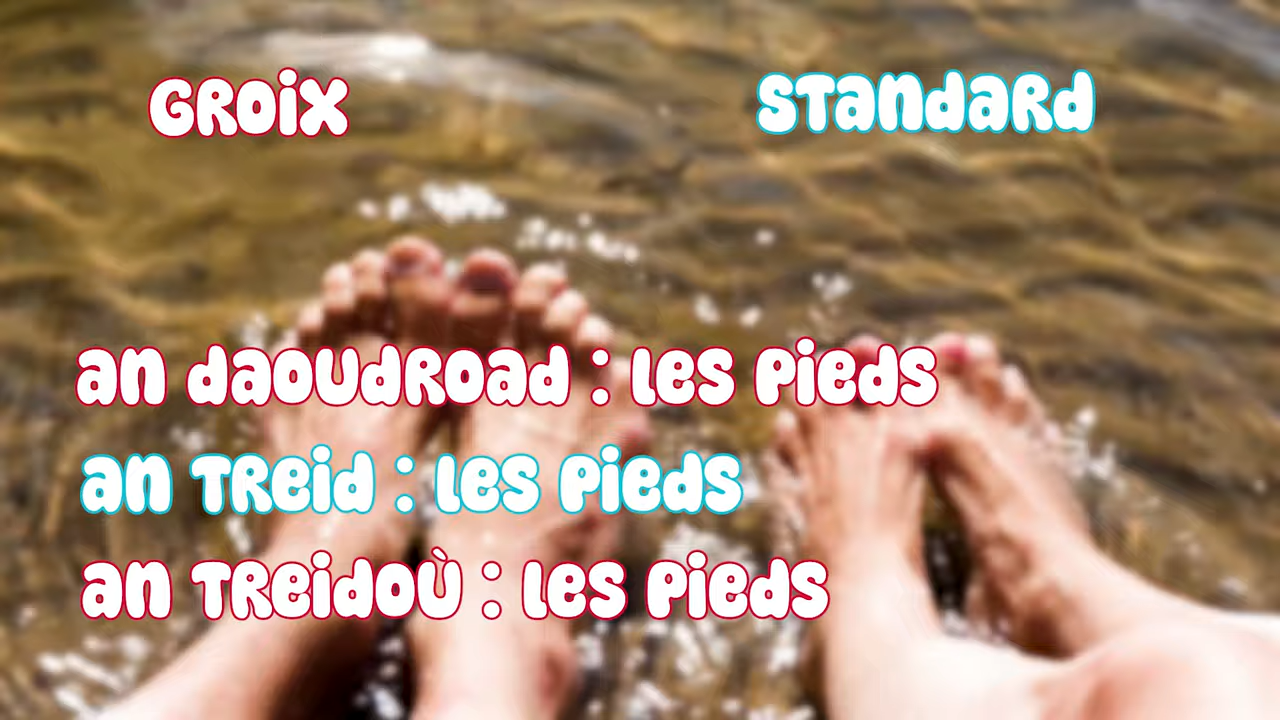 GROIX
STANDARD
AN DAOUDROAD : LES PIEDS
AN TREID : LES PIEDS
AN TREIDOÙ : LES PIEDS